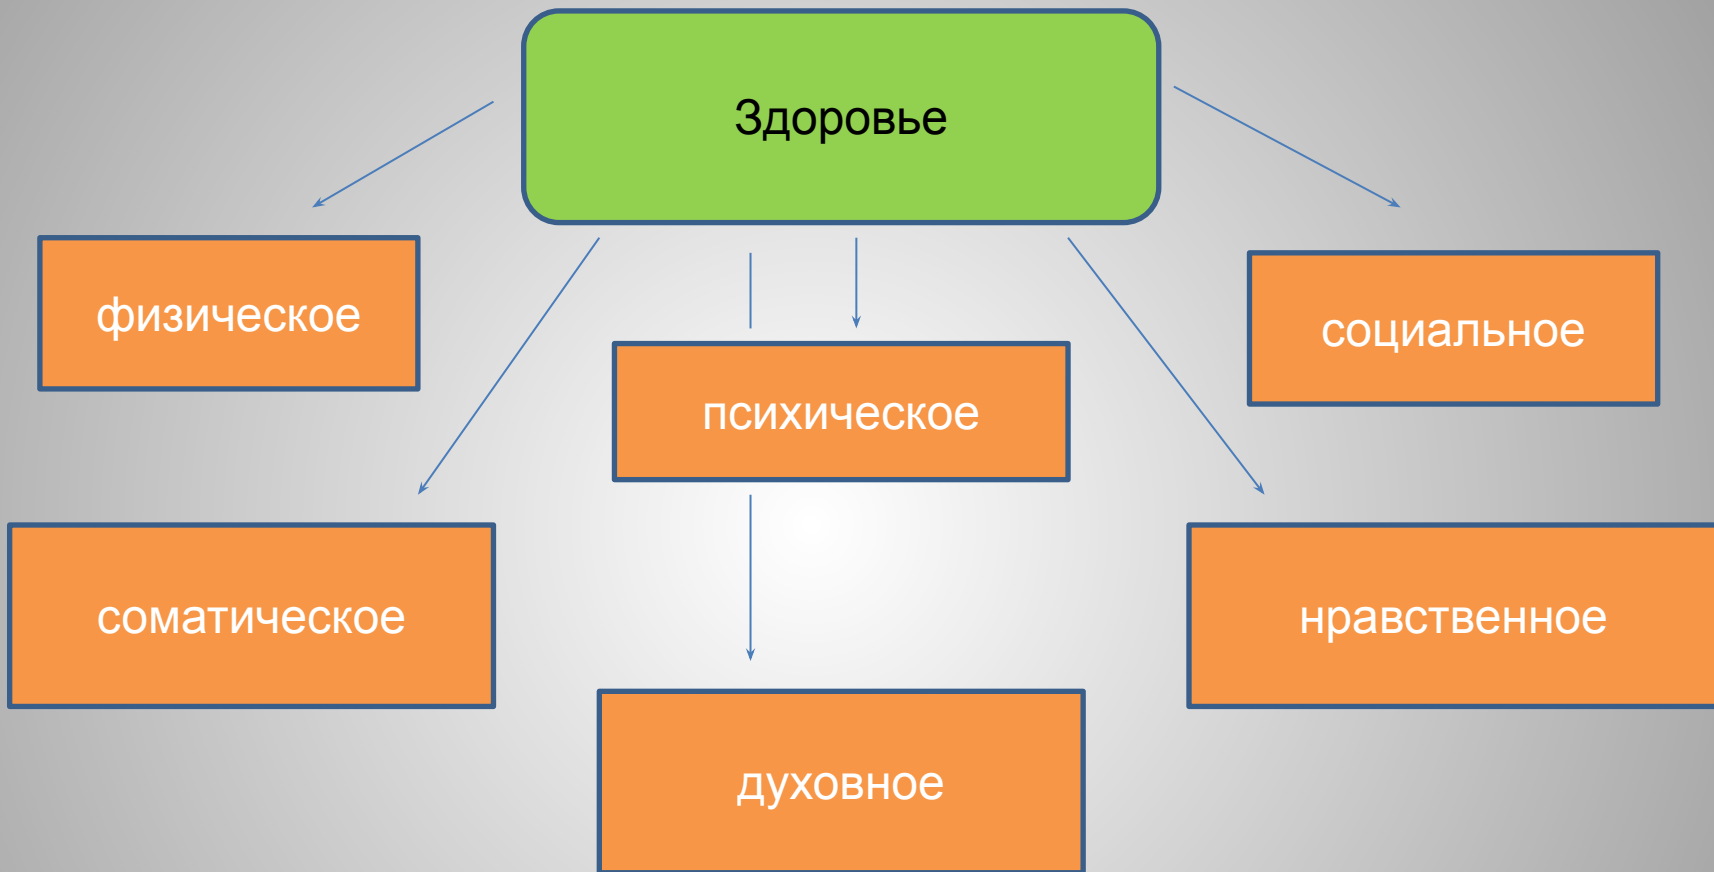 Здоровье
физическое
социальное
психическое
соматическое
нравственное
духовное